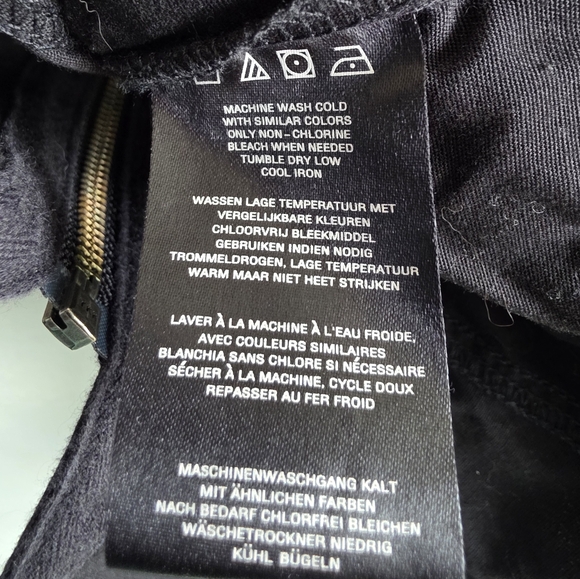 MACHINE WASH COLD
WITH SIMILAR COLORS
ONLY NON-CHLORINE
BLEACH WHEN NEEDED
TUMBLE DRY LOW
COOL IRON
WASSEN LAGE TEMPERATUUR MET
VERGELIJKBARE KLEUREN
CHLOORVRIJ BLEEKMIDDEL
GEBRUIKEN INDIEN NODIG
TROMMELDROGEN, LAGE TEMPERATUUR
WARM MAAR NIET HEET STRIJKEN
LAVER À LA MACHINE À L'EAU FROIDE,
AVEC COULEURS SIMILAIRES
BLANCHIA SANS CHLORE SI NÉCESSAIRE
SÉCHER À LA MACHINE, CYCLE DOUX
REPASSER AU FER FROID
MASCHINENWASCHGANG KALT
MIT ÄHNLICHEN FARBEN
NACH BEDARF CHLORFREI BLEICHEN
WÄSCHETROCKNER NIEDRIG
KÜHL BÜGELN